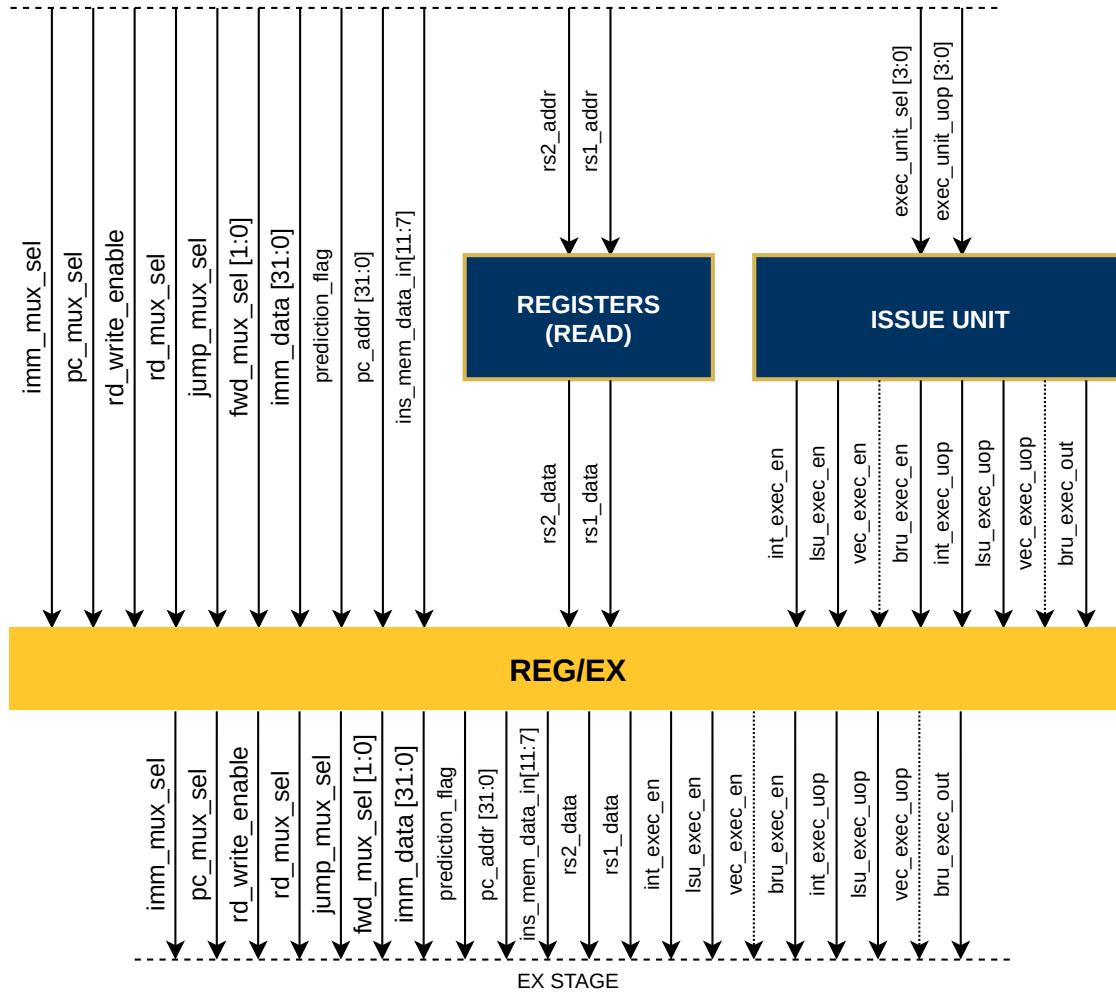 imm_mux_sel
pc_mux_sel
rd_write_enable
rd_mux_sel
jump_mux_sel
fwd_mux_sel [1:0]
imm_data [31:0]
prediction_flag
pc_addr [31:0]
ins_mem_data_in[11:7]
rs2_addr
rs1_addr
exec_unit_sel [3:0]
exec_unit_uop [3:0]
REGISTERS
(READ)
ISSUE UNIT
rs2_data
rs1_data
int_exec_en
lsu_exec_en
vec_exec_en
bru_exec_en
int_exec_uop
lsu_exec_uop
vec_exec_uop
bru_exec_out
REG/EX
imm_mux_sel
pc_mux_sel
rd_write_enable
rd_mux_sel
jump_mux_sel
fwd_mux_sel [1:0]
imm_data [31:0]
prediction_flag
pc_addr [31:0]
ins_mem_data_in[11:7]
rs2_data
rs1_data
int_exec_en
lsu_exec_en
vec_exec_en
bru_exec_en
int_exec_uop
lsu_exec_uop
vec_exec_uop
bru_exec_out
EX STAGE